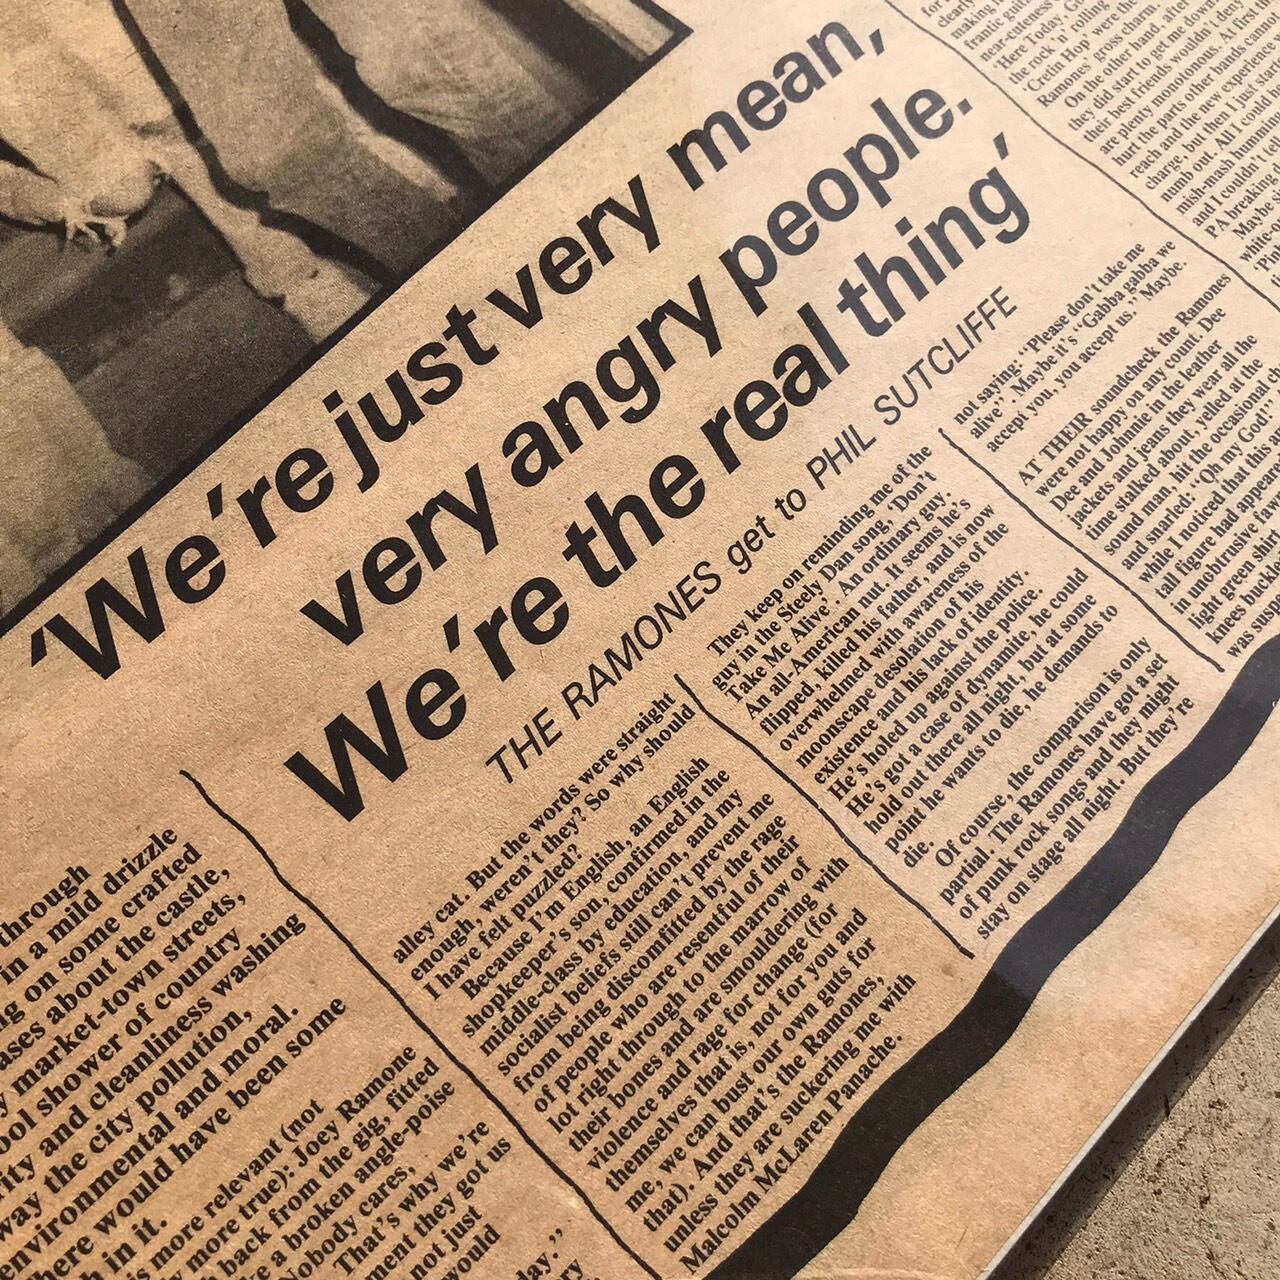 'We're just very mean,
very angry people.
We're the real thing'
THE RAMONES get to PHIL SUTCLIFFE
through
in a mild drizzle
on some crafted
about the castle,
market-town streets,
shower of country
and cleanliness washing
way the city pollution,
environmental and moral.
here would have been some
in it.
is more relevant (not
more true): Joey Ramone
back from the gig, fitted
a broken angle-poise
Nobody cares,
That's why we're
ment they got us
not just
would
day."
alley cat. But the words were straight
enough, weren't they? So why should
I have felt puzzled?
Because I'm English, an English
shopkeeper's son, confirmed in the
middle-class by education, and my
socialist beliefs still can't prevent me
from being discomfitted by the rage
of people who are resentful of their
lot right through to the marrow of
their bones and are smouldering with
violence and rage for change (for
themselves that is, not for you and
me, we can bust our own guts for
that). And that's the Ramones,
unless they are suckering me with
Malcolm McLaren Panache.
They keep on reminding me of the
guy in the Steely Dan song, 'Don't
Take Me Alive'. An ordinary guy.
An all-American nut. It seems he's
flipped, killed his father, and is now
overwhelmed with awareness of the
moonscape desolation of his
existence and his lack of identity.
He's holed up against the police.
He's got a case of dynamite, he could
hold out there all night, but at some
point he wants to die, he demands to
die.
Of course, the comparison is only
partial. The Ramones have got a set
of punk rock songs and they might
stay on stage all night. But they're
not saying: "Please don't take me
alive". Maybe it's "Gabba gabba we
accept you, you accept us." Maybe.
AT THEIR soundcheck the Ramones
were not happy on any count. Dee
Dee and Johnnie in the leather
jackets and jeans they wear all the
time stalked about, yelled at the
sound man, hit the occasional
and snarled: "Oh my God!"
while I noticed that this
tall figure had appeared
in unobtrusive
light green
knees
was
for
clearly
making
frantic
near-cuteness
'Here Today,
the rock 'n' rolling
'Cretin Hop' were the
Ramones' gross charm.
On the other hand, after
they did start to get me down.
their best friends wouldn't deny
are plenty monotonous. At first
hurt the parts other bands cannot
reach and they experience
charge, but then I just
numb out. All I could
mish-mash humming
and I couldn't
PA breaking
Maybe